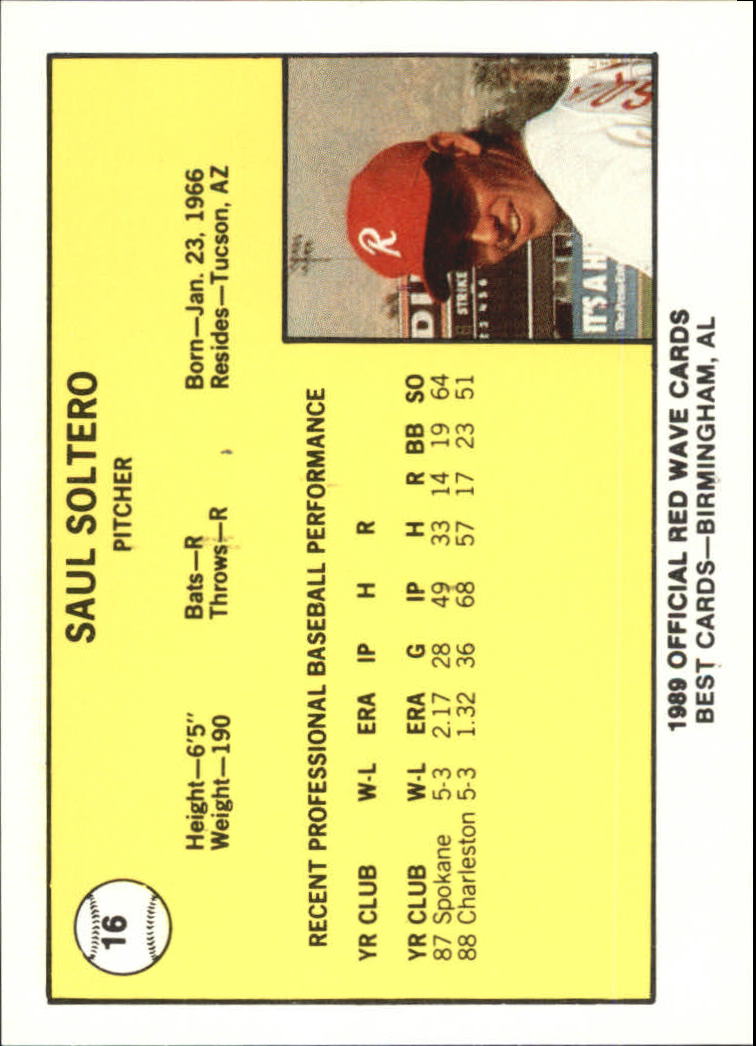 16
SAUL SOLTERO
PITCHER
Height—6'5" Bats—R Born—Jan. 23, 1966
Weight—190 Throws—R Resides—Tucson, AZ
RECENT PROFESSIONAL BASEBALL PERFORMANCE
YR CLUB W-L ERA IP H R
YR CLUB W-L ERA G IP H R BB SO
87 Spokane 5-3 2.17 28 49 33 14 19 64
88 Charleston 5-3 1.32 36 68 57 17 23 51
R
STRIKE
IT'S A H
1989 OFFICIAL RED WAVE CARDS
BEST CARDS—BIRMINGHAM, AL